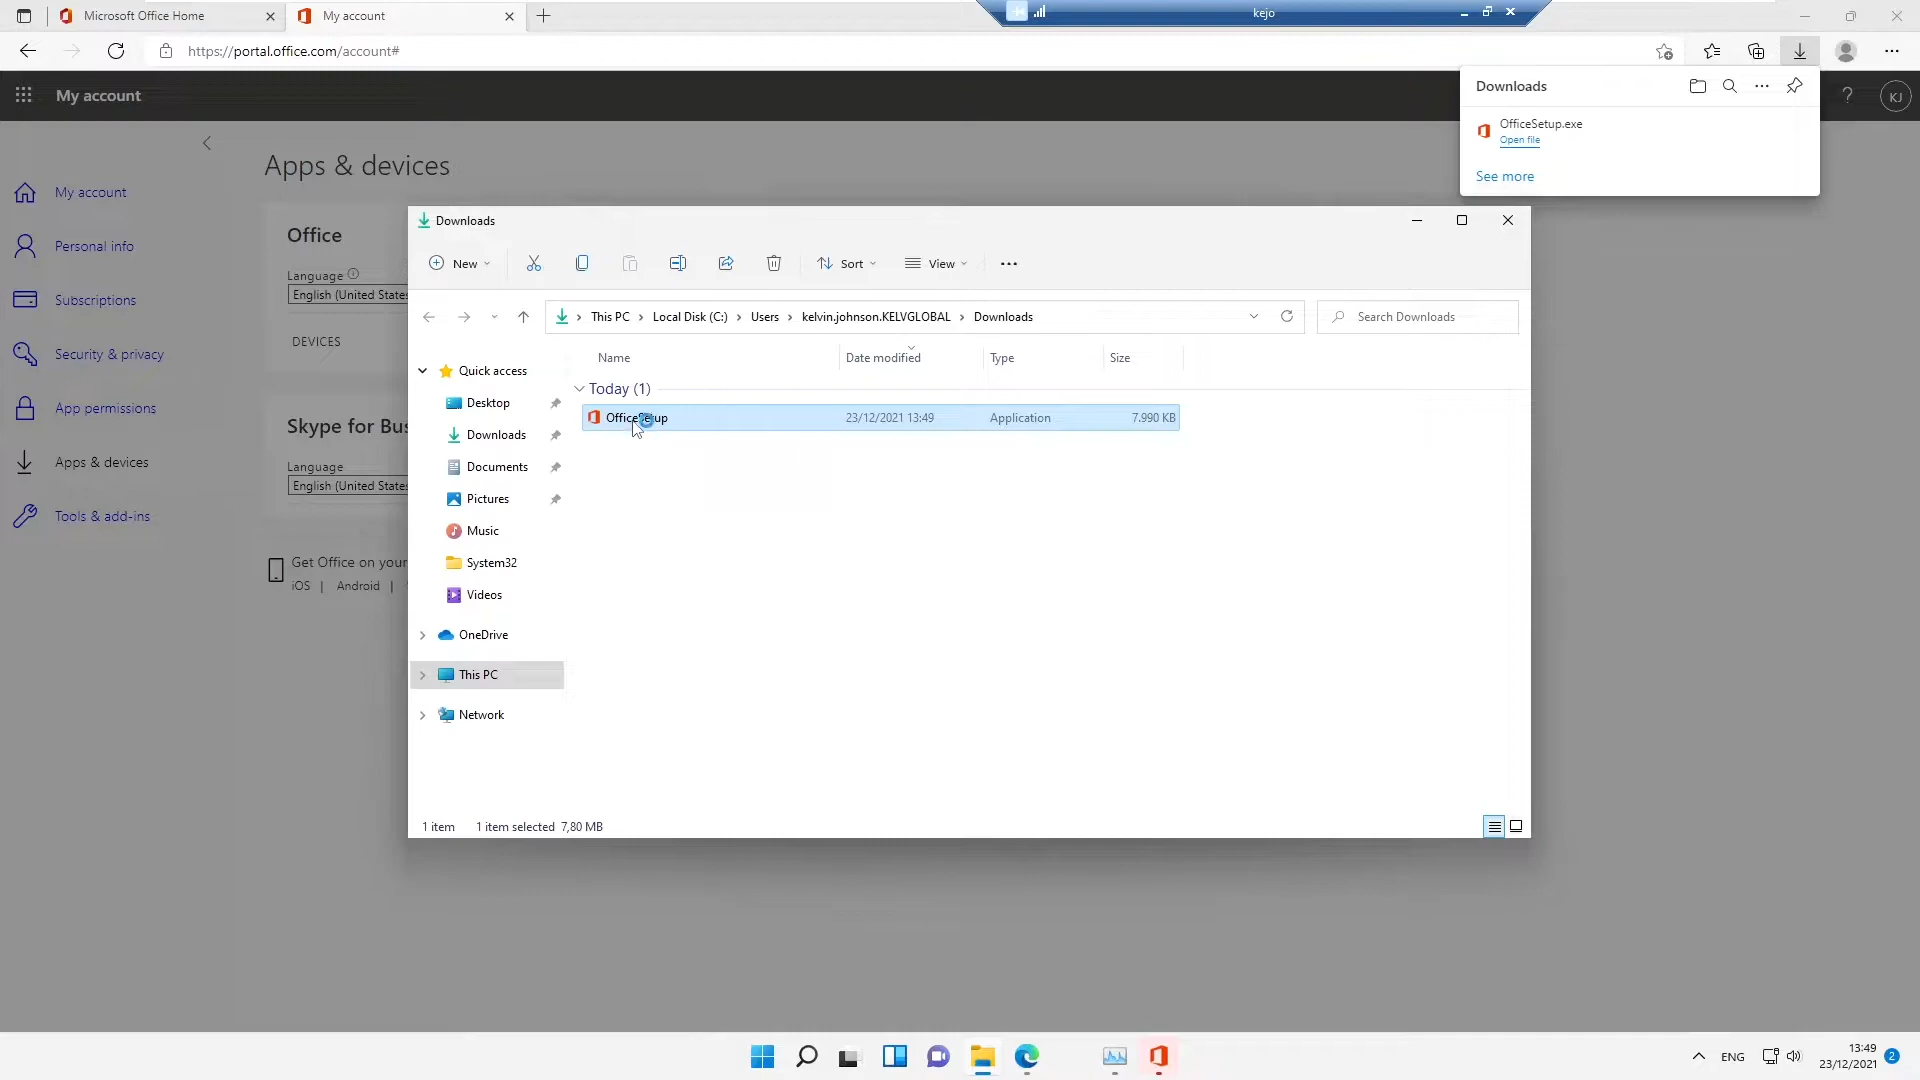 Microsoft Office Home
My account
kejo
https://portal.office.com/account#
My account
? KJ
Downloads
OfficeSetup.exe
Open file
See more
Apps & devices
My account
Personal info
Subscriptions
Security & privacy
App permissions
Apps & devices
Tools & add-ins
Office
Language
English (United States
DEVICES
Skype for Bus
Language
English (United States
Get Office on your
iOS | Android |
Downloads
New
Sort
View
This PC > Local Disk (C:) > Users > kelvin.johnson.KELVGLOBAL > Downloads
Search Downloads
Name Date modified Type Size
Today (1)
OfficeSetup 23/12/2021 13:49 Application 7.990 KB
Quick access
Desktop
Downloads
Documents
Pictures
Music
System32
Videos
OneDrive
This PC
Network
1 item 1 item selected 7,80 MB
ENG
13:49
23/12/2021
2